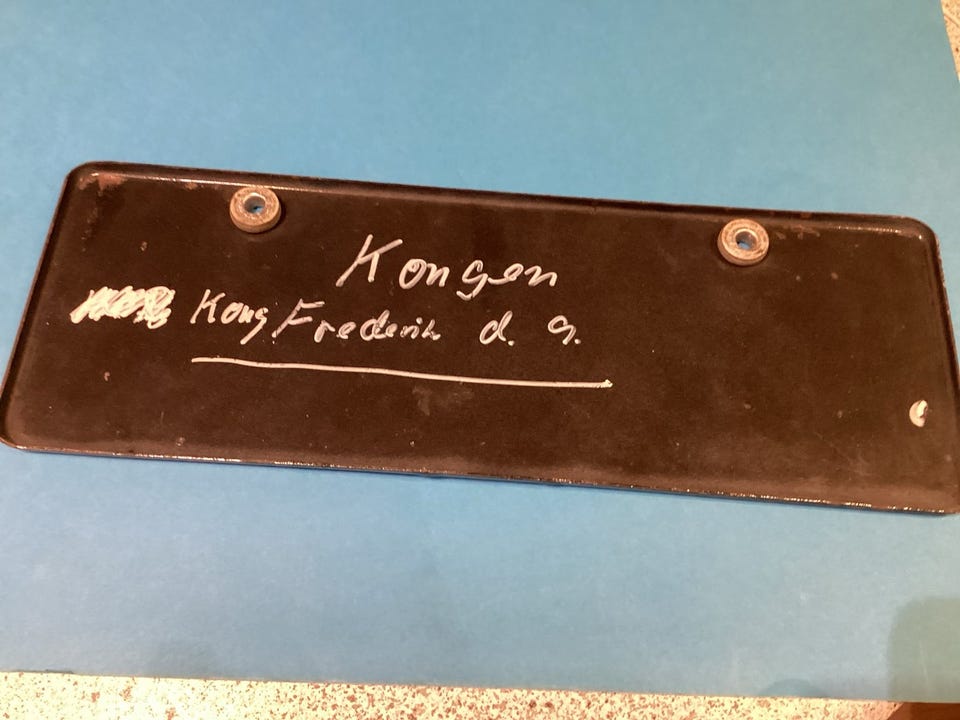 Kongen
Kong Frederik d. 9.